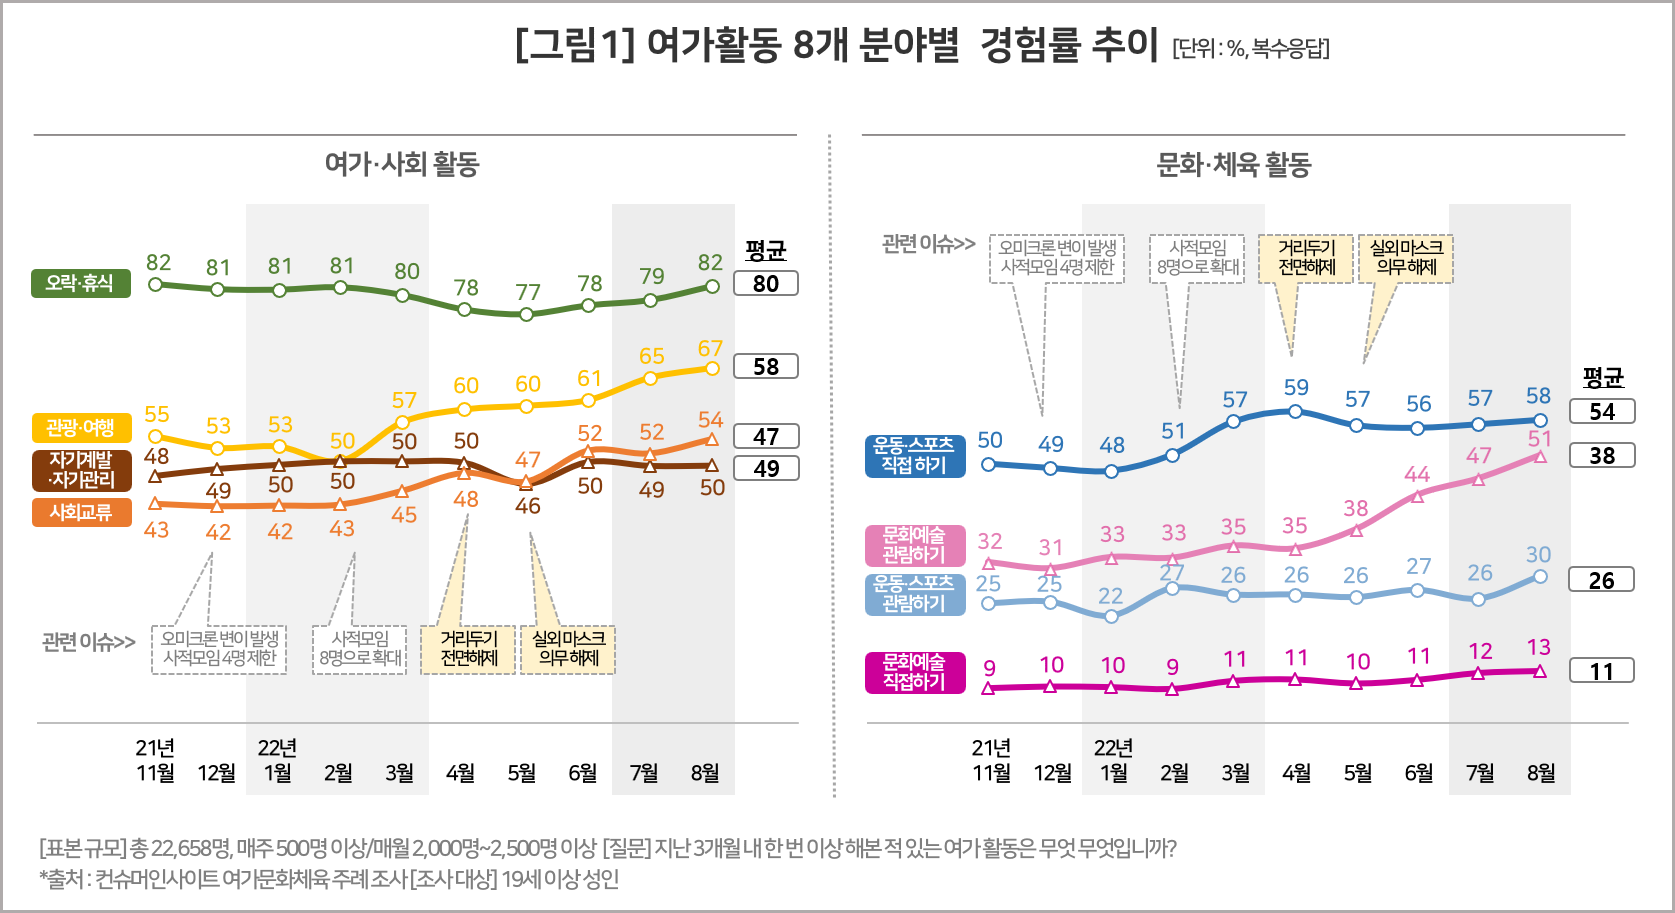 [그림1] 여가활동 8개 분야별 경험률 추이 [단위 : %, 복수응답]
여가·사회 활동
평균
82 81 81 81 80 78 77 78 79 82
오락·휴식
80
55 53 53 50 57 60 60 61 65 67
관광·여행
58
자기계발
·자기관리
48 49 50 50 50 50 46 50 49 50
49
사회교류
43 42 42 43 45 48 47 52 52 54
47
관련 이슈>>
오미크론 변이 발생
사적모임 4명 제한
사적모임
8명으로 확대
거리두기
전면해제
실외 마스크
의무 해제
21년
11월
12월
22년
1월
2월
3월
4월
5월
6월
7월
8월
문화·체육 활동
관련 이슈>>
오미크론 변이 발생
사적모임 4명 제한
사적모임
8명으로 확대
거리두기
전면해제
실외 마스크
의무 해제
평균
운동·스포츠
직접 하기
50 49 48 51 57 59 57 56 57 58
54
문화예술
관람하기
32 31 33 33 35 35 38 44 47 51
38
운동·스포츠
관람하기
25 25 22 27 26 26 26 27 26 30
26
문화예술
직접하기
9 10 10 9 11 11 10 11 12 13
11
21년
11월
12월
22년
1월
2월
3월
4월
5월
6월
7월
8월
[표본 규모] 총 22,658명, 매주 500명 이상/매월 2,000명~2,500명 이상 [질문] 지난 3개월 내 한 번 이상 해본 적 있는 여가 활동은 무엇 무엇입니까?
*출처 : 컨슈머인사이트 여가문화체육 주례 조사 [조사 대상] 19세 이상 성인